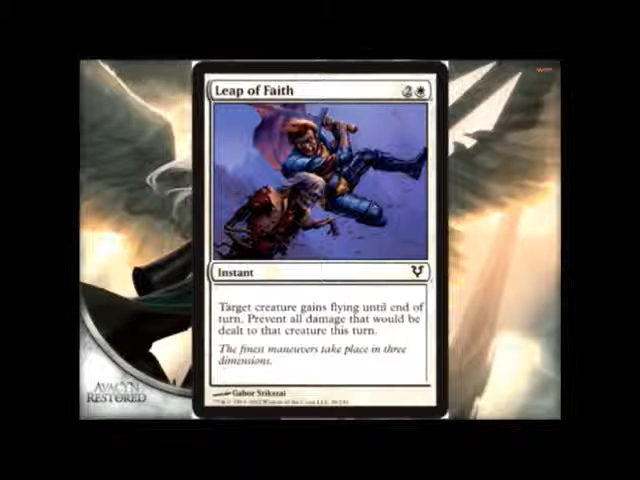 Leap of Faith 2
Instant
Target creature gains flying until end of
turn. Prevent all damage that would be
dealt to that creature this turn.
The finest maneuvers take place in three
dimensions.
Gabor Szikszai
AVACYN
RESTORED